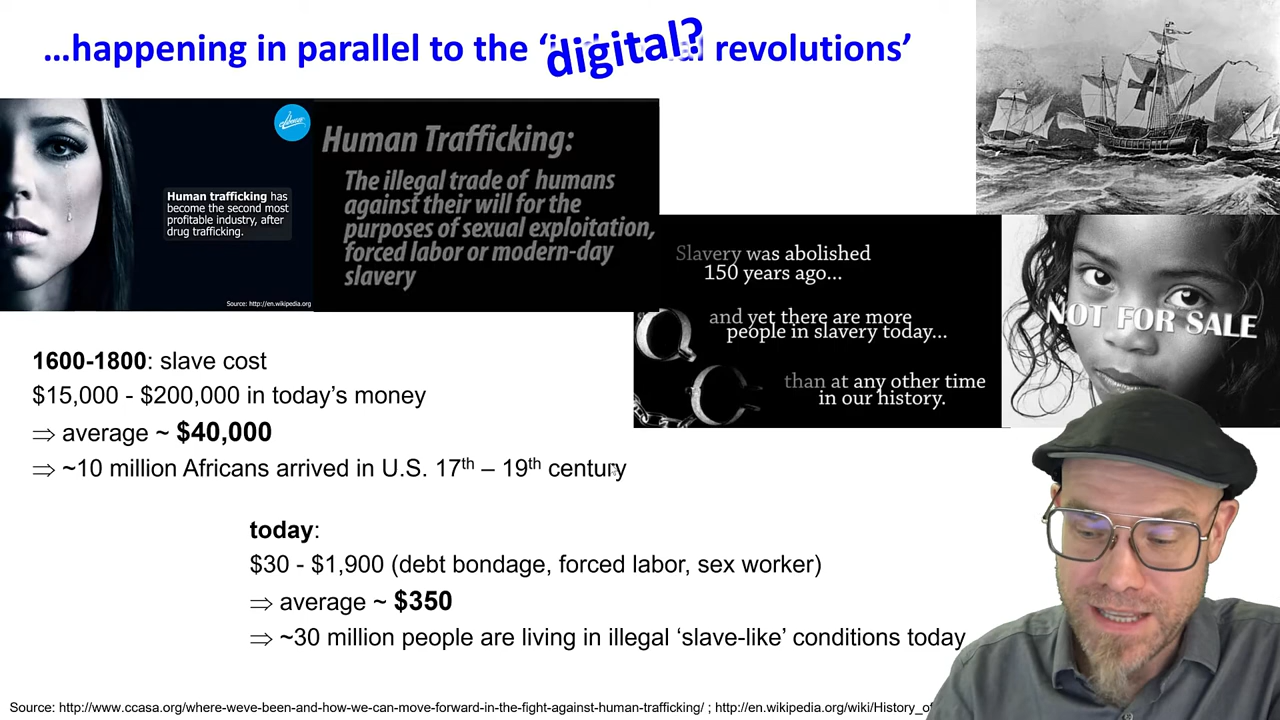 …happening in parallel to the ‘digital? revolutions’
Human trafficking has
become the second most
profitable industry, after
drug trafficking.
Source: http://en.wikipedia.org
Human Trafficking:
The illegal trade of humans
against their will for the
purposes of sexual exploitation,
forced labor or modern-day
slavery
Slavery was abolished
150 years ago...
and yet there are more
people in slavery today...
than at any other time
in our history.
NOT FOR SALE
1600-1800: slave cost
$15,000 - $200,000 in today’s money
⇒ average ~ $40,000
⇒ ~10 million Africans arrived in U.S. 17th – 19th century
today:
$30 - $1,900 (debt bondage, forced labor, sex worker)
⇒ average ~ $350
⇒ ~30 million people are living in illegal ‘slave-like’ conditions today
Source: http://www.ccasa.org/where-weve-been-and-how-we-can-move-forward-in-the-fight-against-human-trafficking/ ; http://en.wikipedia.org/wiki/History_of